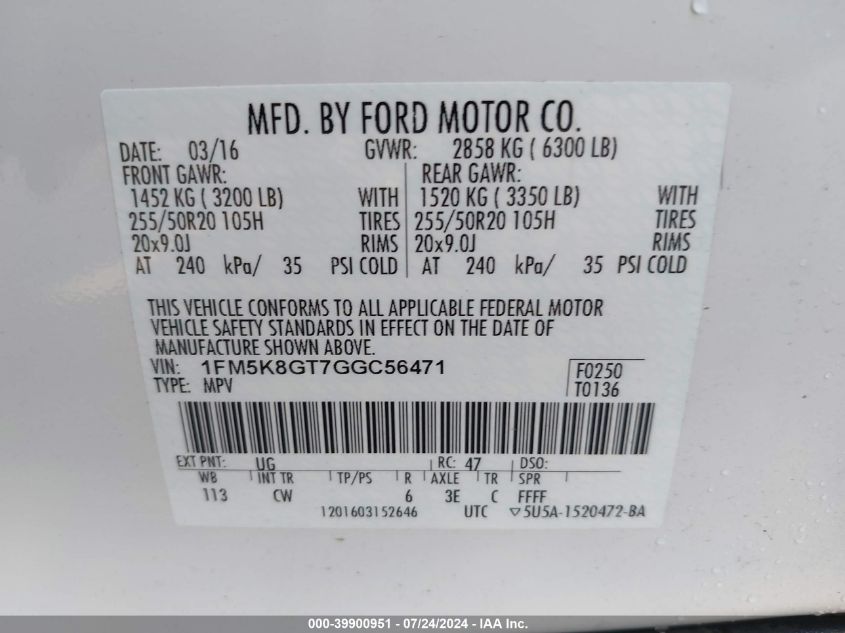 MFD. BY FORD MOTOR CO.
DATE: 03/16 GVWR: 2858 KG ( 6300 LB)
FRONT GAWR: REAR GAWR:
1452 KG ( 3200 LB) WITH 1520 KG ( 3350 LB) WITH
255/50R20 105H TIRES 255/50R20 105H TIRES
20x9.0J RIMS 20x9.0J RIMS
AT 240 kPa/ 35 PSI COLD AT 240 kPa/ 35 PSI COLD
THIS VEHICLE CONFORMS TO ALL APPLICABLE FEDERAL MOTOR
VEHICLE SAFETY STANDARDS IN EFFECT ON THE DATE OF
MANUFACTURE SHOWN ABOVE.
VIN: 1FM5K8GT7GGC56471 F0250
TYPE: MPV T0136
EXT PNT: UG RC: 47 DSO:
WB INT TR TP/PS R AXLE TR SPR
113 CW 6 3E C FFFF
1201603152646 UTC ▽5U5A-1520472-BA
000-39900951 - 07/24/2024 - IAA Inc.